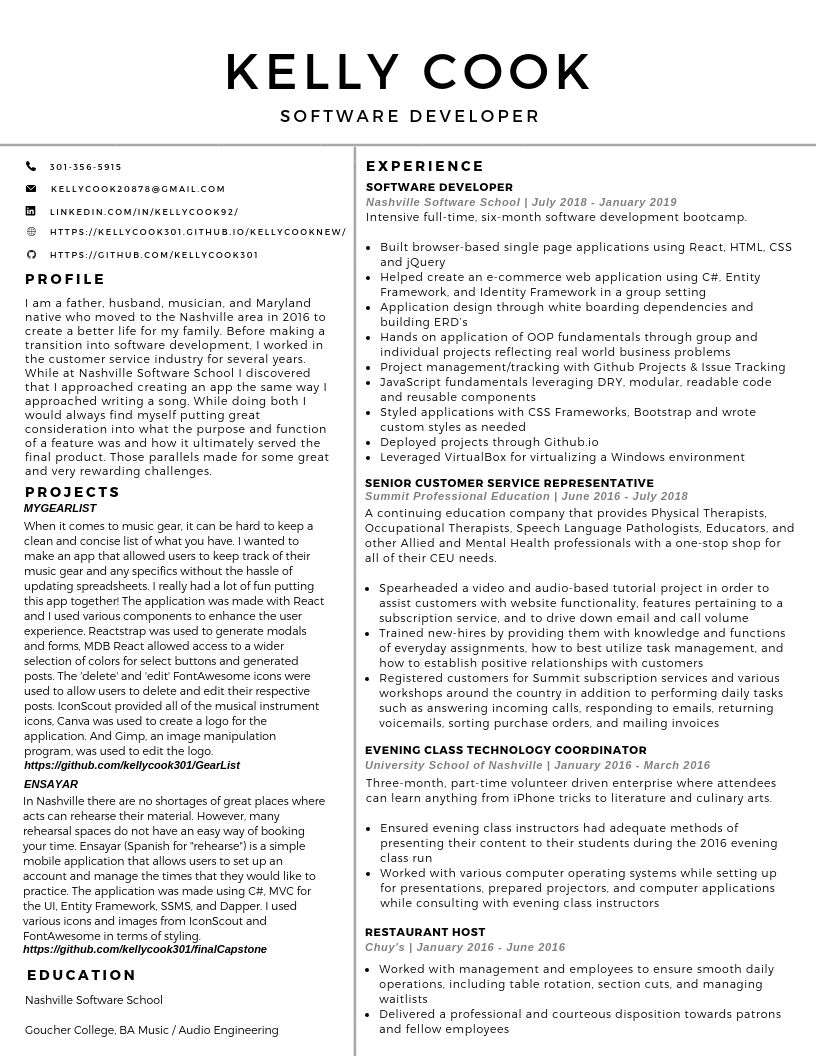 KELLY COOK
SOFTWARE DEVELOPER
301-356-5915
KELLYCOOK20878@GMAIL.COM
LINKEDIN.COM/IN/KELLYCOOK92/
HTTPS://KELLYCOOK301.GITHUB.IO/KELLYCOOKNEW/
HTTPS://GITHUB.COM/KELLYCOOK301
PROFILE
I am a father, husband, musician, and Maryland
native who moved to the Nashville area in 2016 to
create a better life for my family. Before making a
transition into software development, I worked in
the customer service industry for several years.
While at Nashville Software School I discovered
that I approached creating an app the same way I
approached writing a song. While doing both I
would always find myself putting great
consideration into what the purpose and function
of a feature was and how it ultimately served the
final product. Those parallels made for some great
and very rewarding challenges.
PROJECTS
MYGEARLIST
When it comes to music gear, it can be hard to keep a
clean and concise list of what you have. I wanted to
make an app that allowed users to keep track of their
music gear and any specifics without the hassle of
updating spreadsheets. I really had a lot of fun putting
this app together! The application was made with React
and I used various components to enhance the user
experience. Reactstrap was used to generate modals
and forms, MDB React allowed access to a wider
selection of colors for select buttons and generated
posts. The 'delete' and 'edit' FontAwesome icons were
used to allow users to delete and edit their respective
posts. IconScout provided all of the musical instrument
icons, Canva was used to create a logo for the
application. And Gimp, an image manipulation
program, was used to edit the logo.
https://github.com/kellycook301/GearList
ENSAYAR
In Nashville there are no shortages of great places where
acts can rehearse their material. However, many
rehearsal spaces do not have an easy way of booking
your time. Ensayar (Spanish for "rehearse") is a simple
mobile application that allows users to set up an
account and manage the times that they would like to
practice. The application was made using C#, MVC for
the UI, Entity Framework, SSMS, and Dapper. I used
various icons and images from IconScout and
FontAwesome in terms of styling.
https://github.com/kellycook301/finalCapstone
EDUCATION
Nashville Software School
Goucher College, BA Music / Audio Engineering
EXPERIENCE
SOFTWARE DEVELOPER
Nashville Software School | July 2018 - January 2019
Intensive full-time, six-month software development bootcamp.
• Built browser-based single page applications using React, HTML, CSS
and jQuery
• Helped create an e-commerce web application using C#, Entity
Framework, and Identity Framework in a group setting
• Application design through white boarding dependencies and
building ERD's
• Hands on application of OOP fundamentals through group and
individual projects reflecting real world business problems
• Project management/tracking with Github Projects & Issue Tracking
• JavaScript fundamentals leveraging DRY, modular, readable code
and reusable components
• Styled applications with CSS Frameworks, Bootstrap and wrote
custom styles as needed
• Deployed projects through Github.io
• Leveraged VirtualBox for virtualizing a Windows environment
SENIOR CUSTOMER SERVICE REPRESENTATIVE
Summit Professional Education | June 2016 - July 2018
A continuing education company that provides Physical Therapists,
Occupational Therapists, Speech Language Pathologists, Educators, and
other Allied and Mental Health professionals with a one-stop shop for
all of their CEU needs.
• Spearheaded a video and audio-based tutorial project in order to
assist customers with website functionality, features pertaining to a
subscription service, and to drive down email and call volume
• Trained new-hires by providing them with knowledge and functions
of everyday assignments, how to best utilize task management, and
how to establish positive relationships with customers
• Registered customers for Summit subscription services and various
workshops around the country in addition to performing daily tasks
such as answering incoming calls, responding to emails, returning
voicemails, sorting purchase orders, and mailing invoices
EVENING CLASS TECHNOLOGY COORDINATOR
University School of Nashville | January 2016 - March 2016
Three-month, part-time volunteer driven enterprise where attendees
can learn anything from iPhone tricks to literature and culinary arts.
• Ensured evening class instructors had adequate methods of
presenting their content to their students during the 2016 evening
class run
• Worked with various computer operating systems while setting up
for presentations, prepared projectors, and computer applications
while consulting with evening class instructors
RESTAURANT HOST
Chuy's | January 2016 - June 2016
• Worked with management and employees to ensure smooth daily
operations, including table rotation, section cuts, and managing
waitlists
• Delivered a professional and courteous disposition towards patrons
and fellow employees